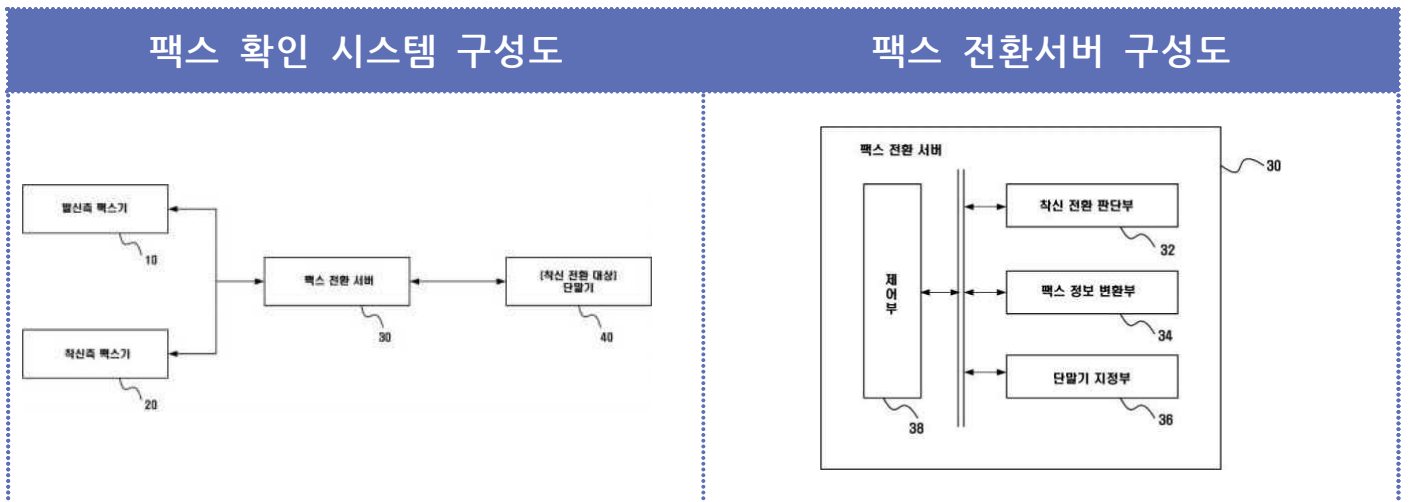 팩스 확인 시스템 구성도
팩스 전환서버 구성도
발신측 팩스기
10
팩스 전환 서버
30
[착신 전환 대상]
단말기
40
착신측 팩스기
20
팩스 전환 서버
30
착신 전환 판단부
32
제어부
38
팩스 정보 변환부
34
단말기 지정부
36